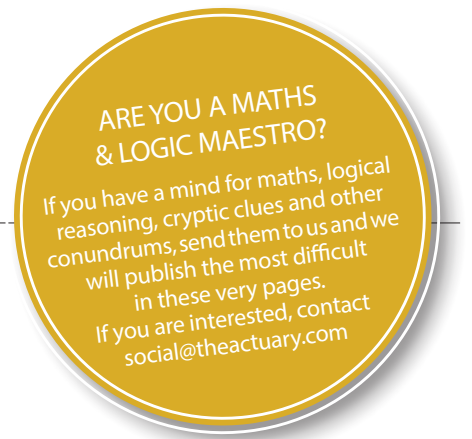 ARE YOU A MATHS
& LOGIC MAESTRO?
If you have a mind for maths, logical
reasoning, cryptic clues and other
conundrums, send them to us and we
will publish the most difficult
in these very pages.
If you are interested, contact
social@theactuary.com